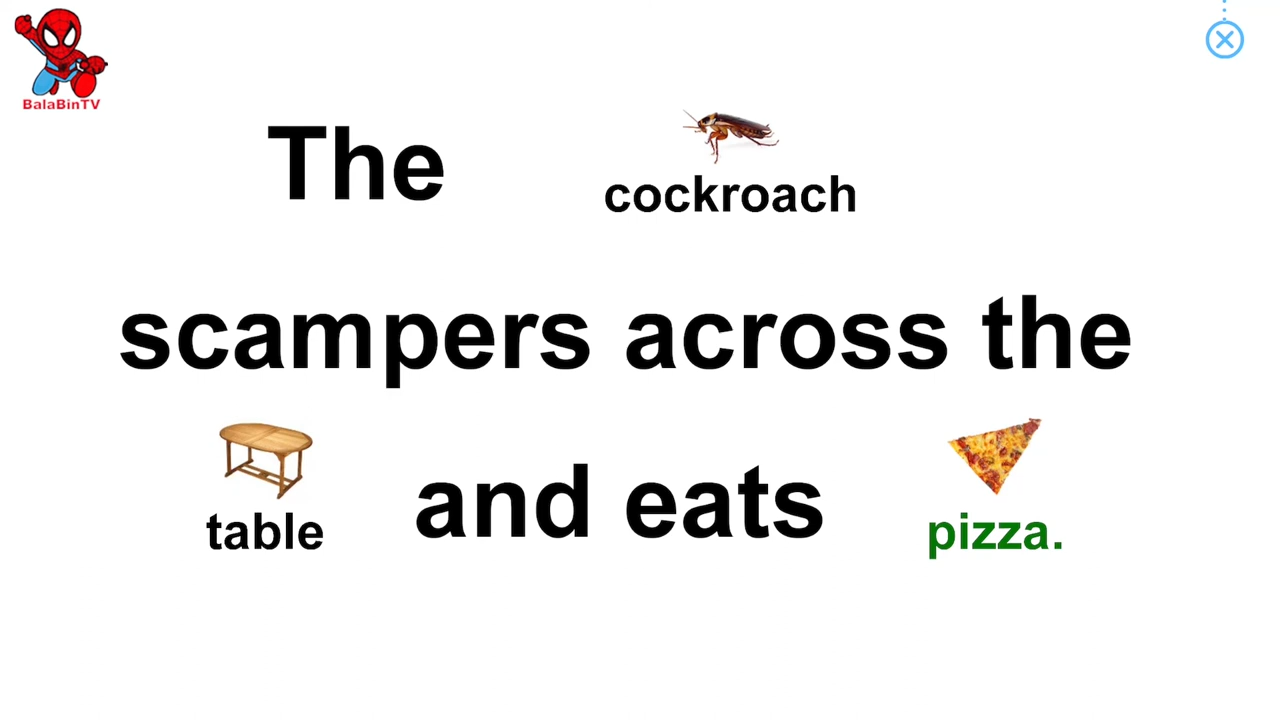 BalaBinTV
The cockroach
scampers across the
table and eats pizza.